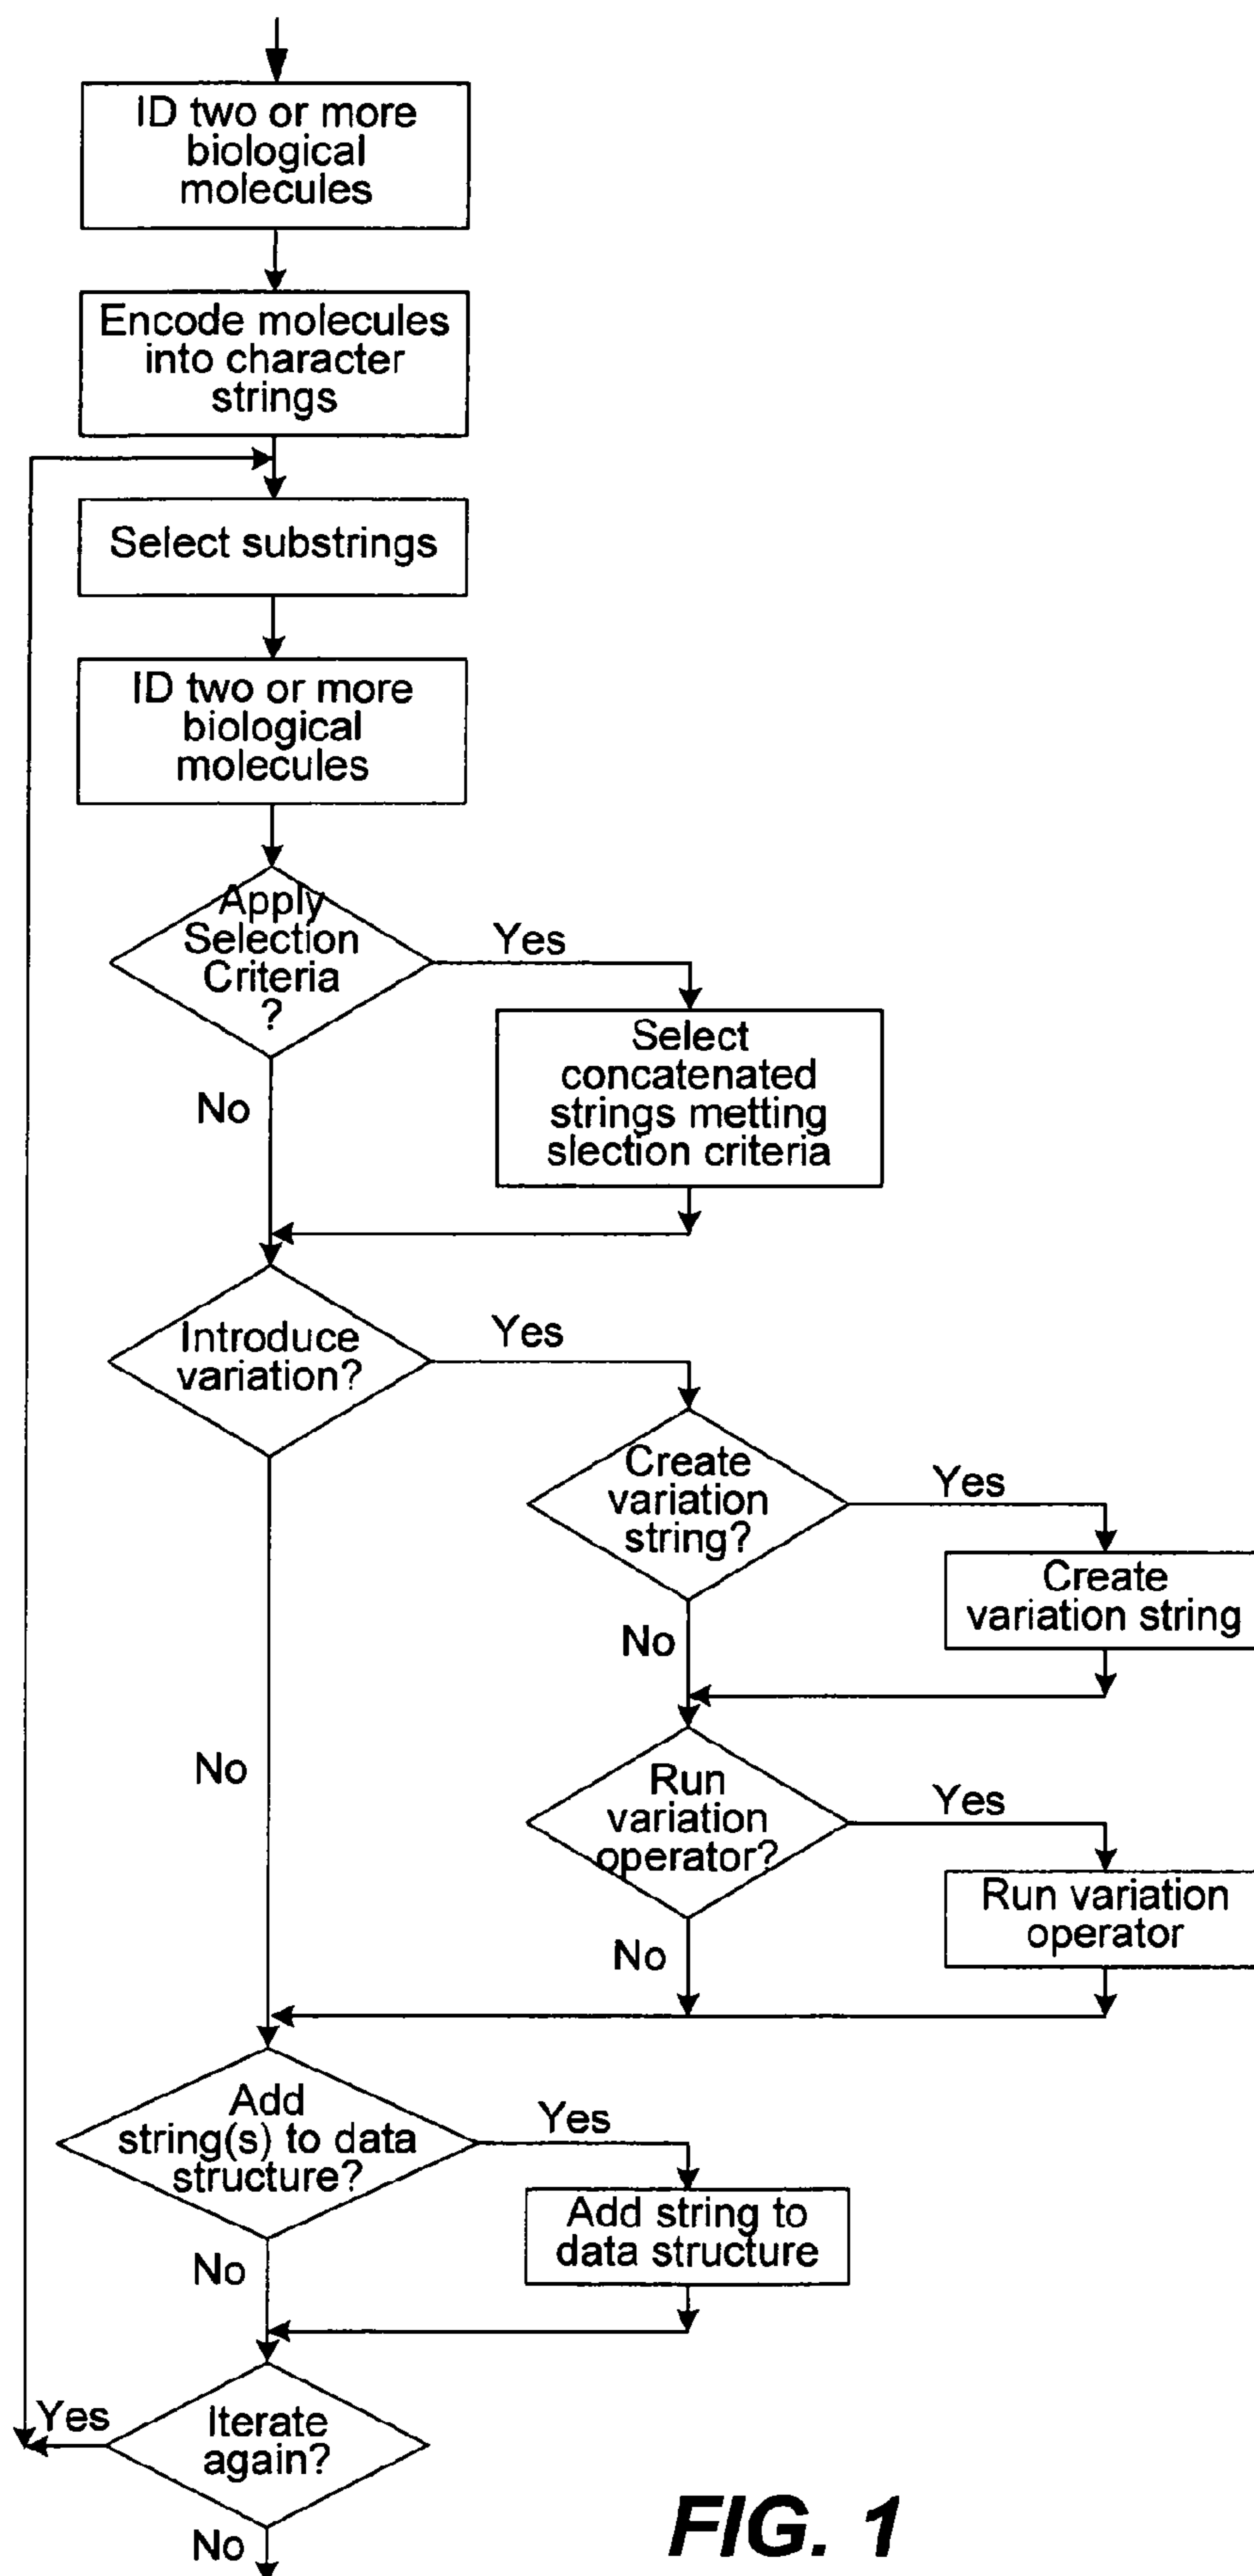 ID two or more
biological
molecules
Encode molecules
into character
strings
Select substrings
ID two or more
biological
molecules
Apply
Selection
Criteria
?
Yes
Select
concatenated
strings metting
slection criteria
No
Introduce
variation?
Yes
Create
variation
string?
Yes
Create
variation string
No
Run
variation
operator?
Yes
Run variation
operator
No
No
Add
string(s) to data
structure?
Yes
Add string to
data structure
No
Iterate
again?
Yes
No
FIG. 1